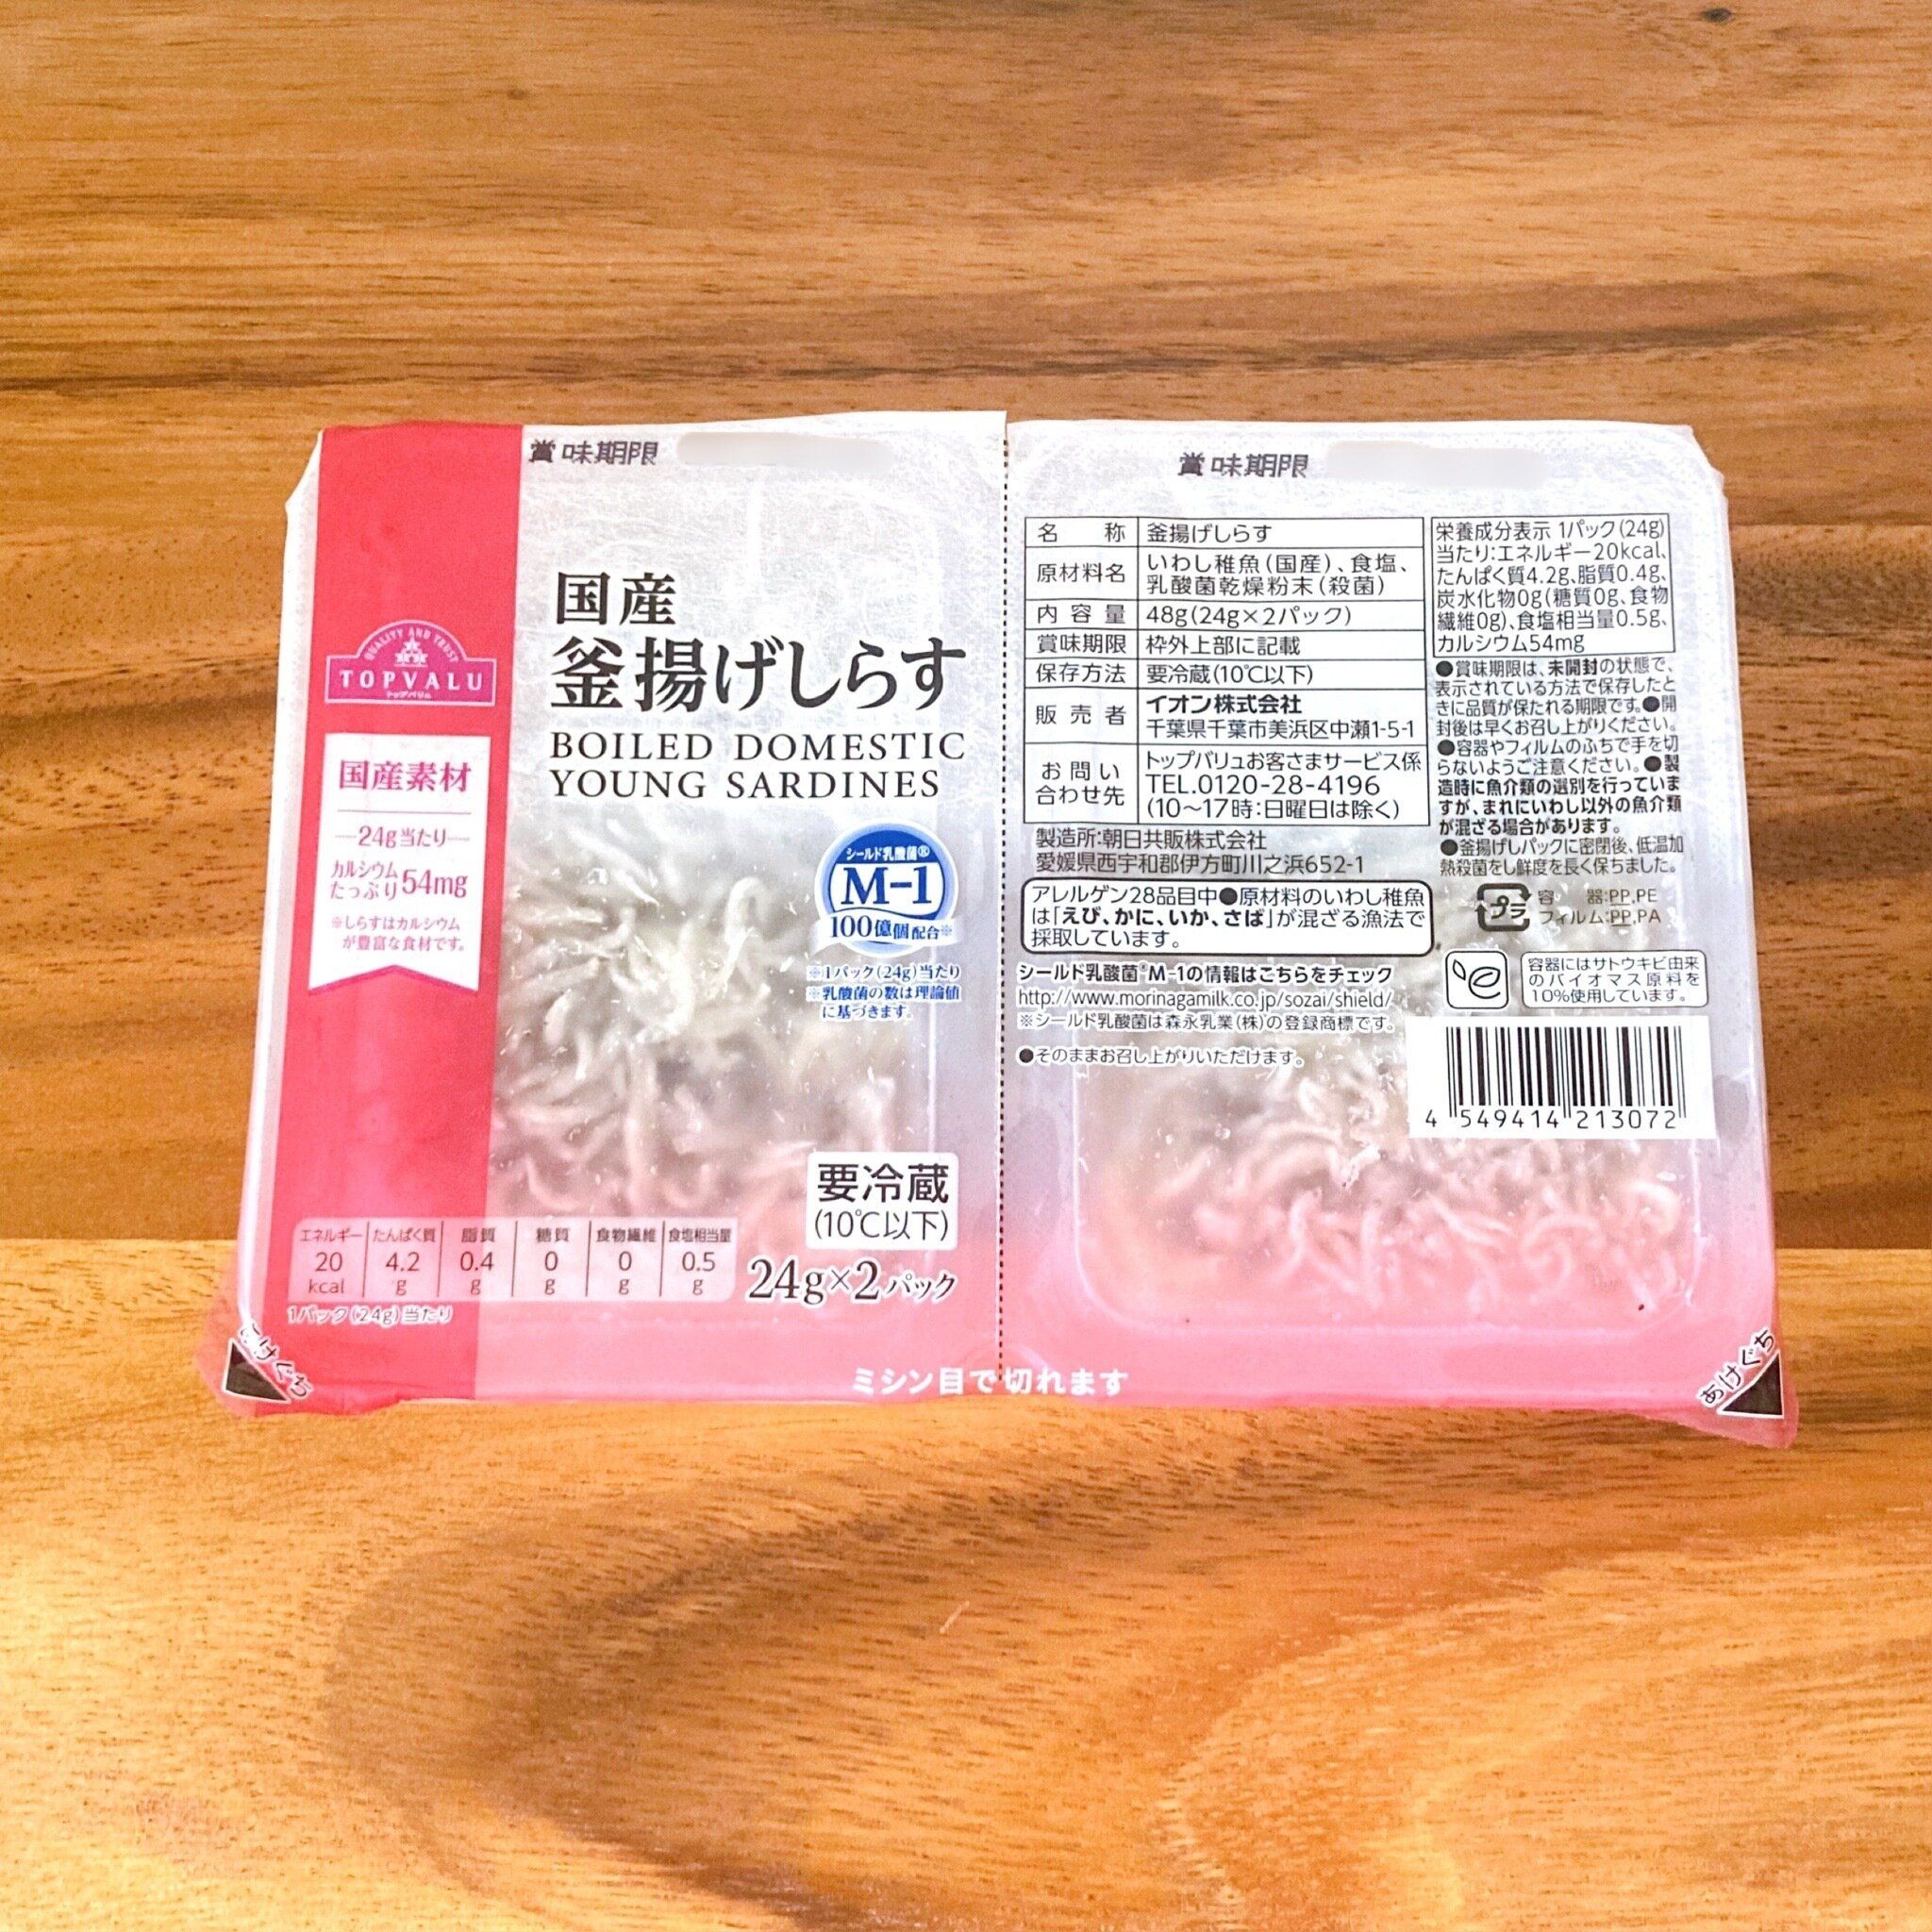 賞味期限
QUALITY AND TRUST
TOPVALU
トップバリュ
国産素材
24g当たり
カルシウム
たっぷり54mg
※しらすはカルシウム
が豊富な食材です。
国産
釜揚げしらす
BOILED DOMESTIC
YOUNG SARDINES
シールド乳酸菌®
M-1
100億個配合※
※1パック(24g)当たり
※乳酸菌の数は理論値
に基づきます。
要冷蔵
(10℃以下)
エネルギー たんぱく質 脂質 糖質 食物繊維 食塩相当量
20 4.2 0.4 0 0 0.5
kcal g g g g g
1パック(24g)当たり
24g×2パック
あけぐち
ミシン目で切れます
賞味期限
名称 釜揚げしらす
原材料名 いわし稚魚(国産)、食塩、
乳酸菌乾燥粉末(殺菌)
内容量 48g(24g×2パック)
賞味期限 枠外上部に記載
保存方法 要冷蔵(10℃以下)
販売者 イオン株式会社
千葉県千葉市美浜区中瀬1-5-1
お問い
合わせ先
トップバリュお客さまサービス係
TEL.0120-28-4196
(10~17時:日曜日は除く)
製造所:朝日共販株式会社
愛媛県西宇和郡伊方町川之浜652-1
アレルゲン28品目中●原材料のいわし稚魚
は「えび、かに、いか、さば」が混ざる漁法で
採取しています。
シールド乳酸菌®M-1の情報はこちらをチェック
http://www.morinagamilk.co.jp/sozai/shield/
※シールド乳酸菌は森永乳業(株)の登録商標です。
●そのままお召し上がりいただけます。
栄養成分表示 1パック(24g)
当たり:エネルギー20kcal、
たんぱく質4.2g、脂質0.4g、
炭水化物0g(糖質0g、食物
繊維0g)、食塩相当量0.5g、
カルシウム54mg
●賞味期限は、未開封の状態で、
表示されている方法で保存したと
きに品質が保たれる期限です。●開
封後は早くお召し上がりください。
●容器やフィルムのふちで手を切
らないようご注意ください。●製
造時に魚介類の選別を行っていま
すが、まれにいわし以外の魚介類
が混ざる場合があります。
●釜揚げしパックに密閉後、低温加
熱殺菌をし鮮度を長く保ちました。
プラ
容器:PP,PE
フィルム:PP,PA
容器にはサトウキビ由来
のバイオマス原料を
10%使用しています。
4 549414 213072
あけぐち